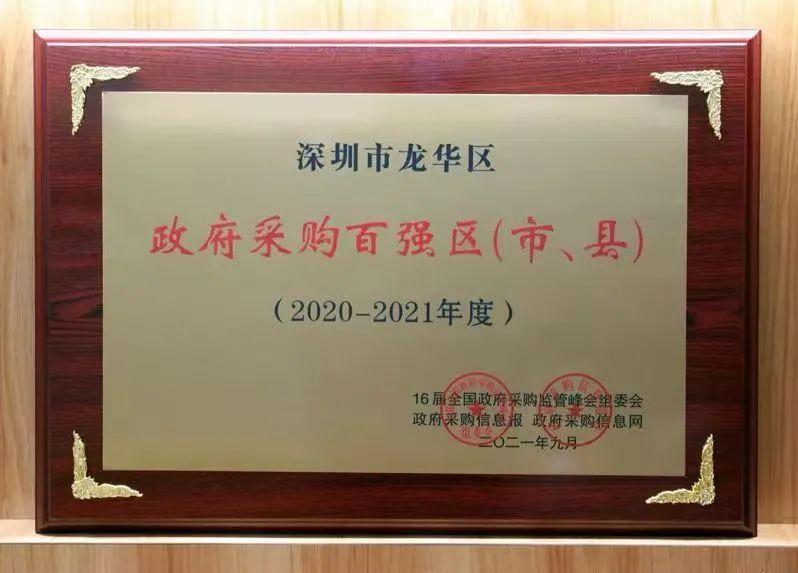 深圳市龙华区
政府采购百强区(市、县)
(2020-2021年度)
16届全国政府采购监管峰会组委会
政府采购信息报 政府采购信息网
二〇二一年九月
组委会